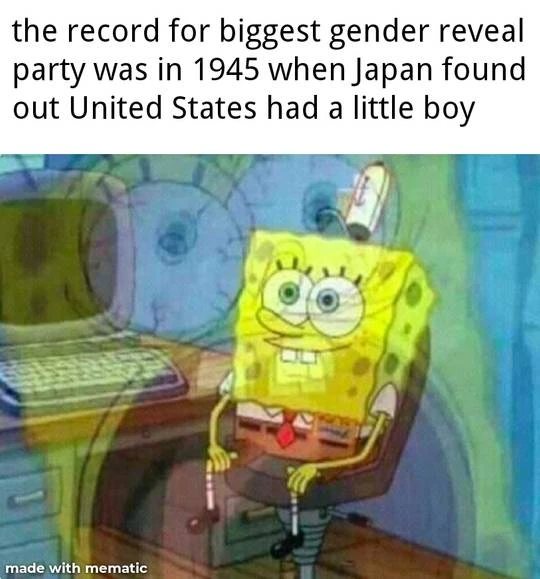 the record for biggest gender reveal
party was in 1945 when Japan found
out United States had a little boy
made with mematic